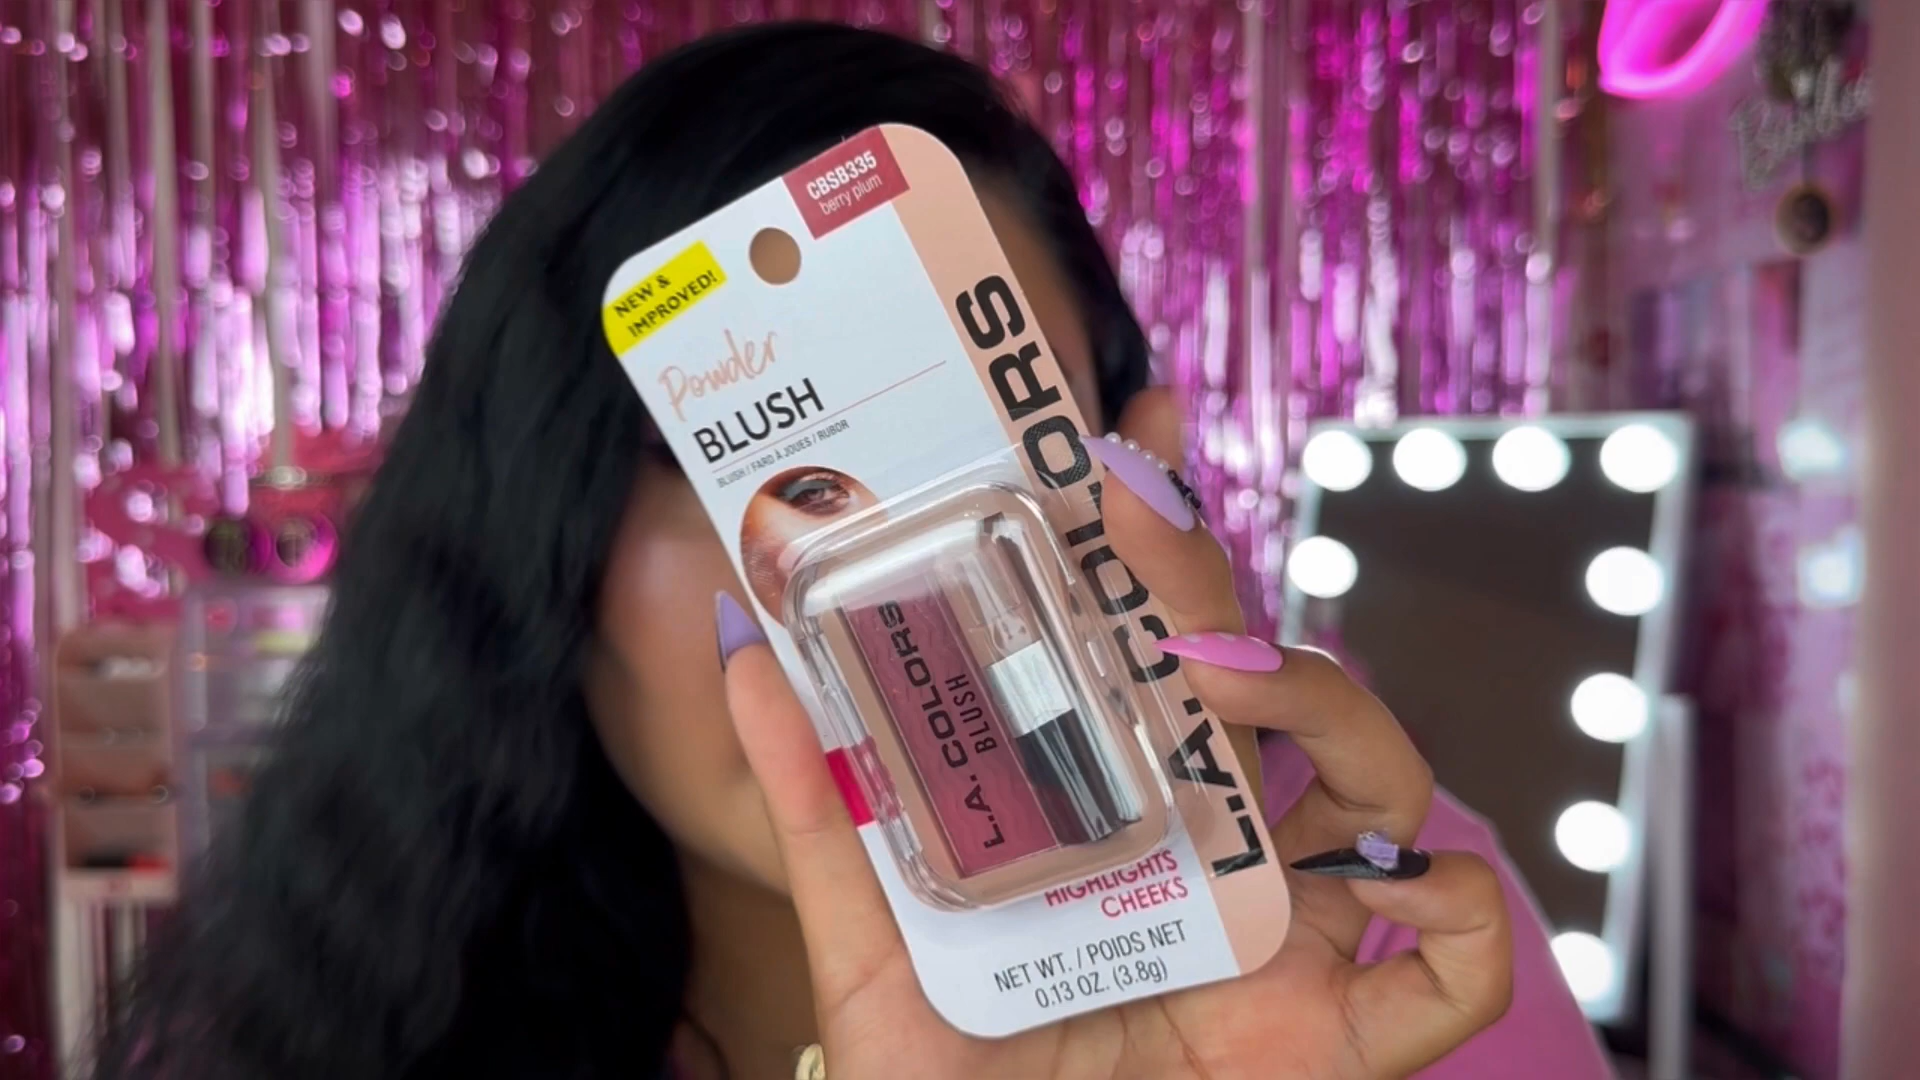 CBSB335
berry plum
NEW &
IMPROVED!
Powder
BLUSH
BLUSH / FARD À JOUES / RUBOR
L.A. COLORS
L.A. COLORS
BLUSH
HIGHLIGHTS
CHEEKS
NET WT. / POIDS NET
0.13 OZ. (3.8g)